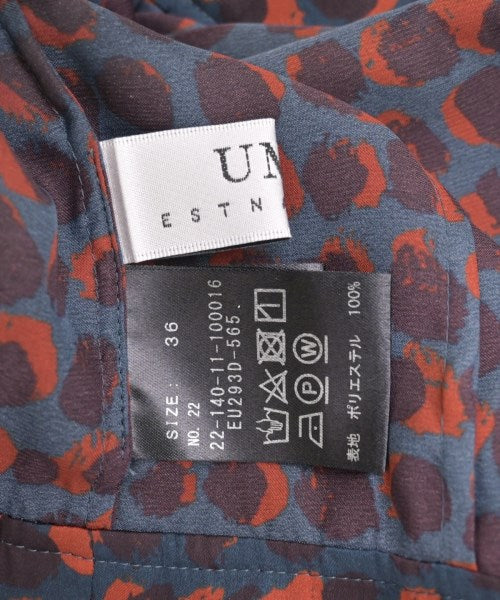 UN
ESTN
SIZE: 36
NO. 22
22-140-11-100016
EU293D-565.
P W
表地 ポリエステル 100%